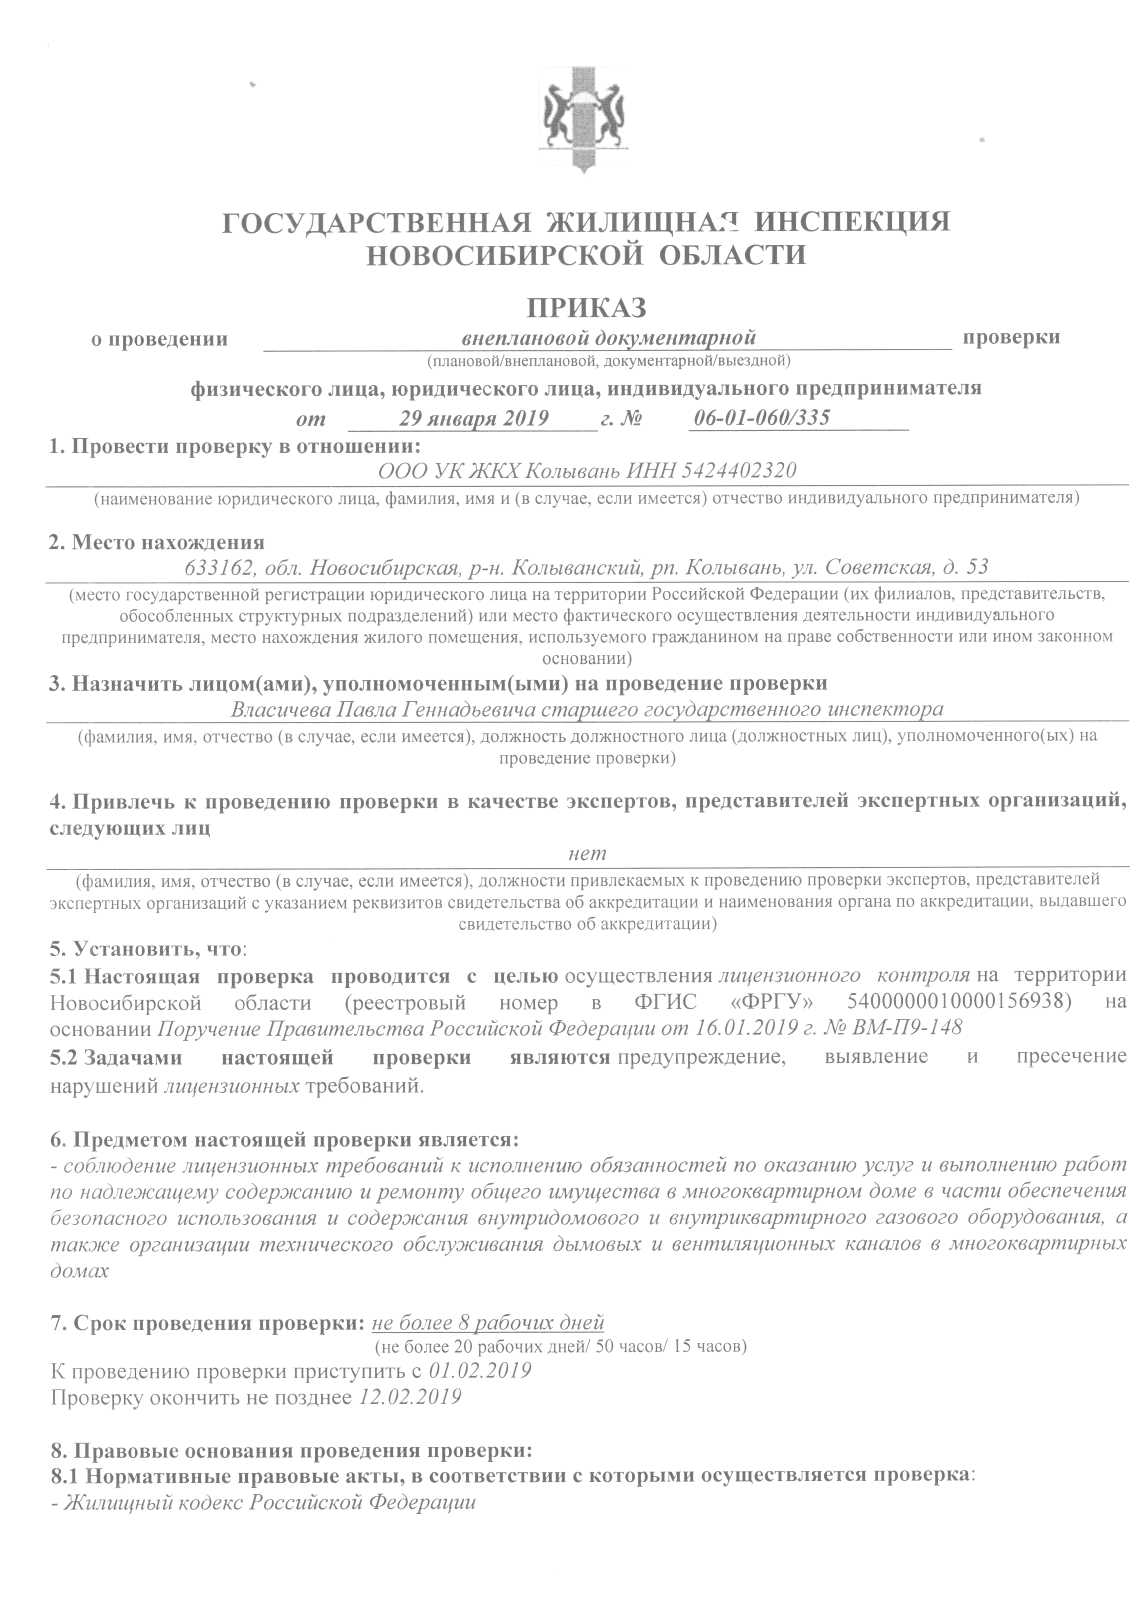 ГОСУДАРСТВЕННАЯ ЖИЛИЩНАЯ ИНСПЕКЦИЯ
НОВОСИБИРСКОЙ ОБЛАСТИ
ПРИКАЗ
о проведении внеплановой документарной проверки
(плановой/внеплановой, документарной/выездной)
физического лица, юридического лица, индивидуального предпринимателя
от 29 января 2019 г. № 06-01-060/335
1. Провести проверку в отношении:
ООО УК ЖКХ Колывань ИНН 5424402320
(наименование юридического лица, фамилия, имя и (в случае, если имеется) отчество индивидуального предпринимателя)
2. Место нахождения
633162, обл. Новосибирская, р-н. Колыванский, рп. Колывань, ул. Советская, д. 53
(место государственной регистрации юридического лица на территории Российской Федерации (их филиалов, представительств,
обособленных структурных подразделений) или место фактического осуществления деятельности индивидуального
предпринимателя, место нахождения жилого помещения, используемого гражданином на праве собственности или ином законном
основании)
3. Назначить лицом(ами), уполномоченным(ыми) на проведение проверки
Власичева Павла Геннадьевича старшего государственного инспектора
(фамилия, имя, отчество (в случае, если имеется), должность должностного лица (должностных лиц), уполномоченного(ых) на
проведение проверки)
4. Привлечь к проведению проверки в качестве экспертов, представителей экспертных организаций,
следующих лиц
нет
(фамилия, имя, отчество (в случае, если имеется), должности привлекаемых к проведению проверки экспертов, представителей
экспертных организаций с указанием реквизитов свидетельства об аккредитации и наименования органа по аккредитации, выдавшего
свидетельство об аккредитации)
5. Установить, что:
5.1 Настоящая проверка проводится с целью осуществления лицензионного контроля на территории
Новосибирской области (реестровый номер в ФГИС «ФРГУ» 5400000010000156938) на
основании Поручение Правительства Российской Федерации от 16.01.2019 г. № ВМ-П9-148
5.2 Задачами настоящей проверки являются предупреждение, выявление и пресечение
нарушений лицензионных требований.
6. Предметом настоящей проверки является:
- соблюдение лицензионных требований к исполнению обязанностей по оказанию услуг и выполнению работ
по надлежащему содержанию и ремонту общего имущества в многоквартирном доме в части обеспечения
безопасного использования и содержания внутридомового и внутриквартирного газового оборудования, а
также организации технического обслуживания дымовых и вентиляционных каналов в многоквартирных
домах
7. Срок проведения проверки: не более 8 рабочих дней
(не более 20 рабочих дней/ 50 часов/ 15 часов)
К проведению проверки приступить с 01.02.2019
Проверку окончить не позднее 12.02.2019
8. Правовые основания проведения проверки:
8.1 Нормативные правовые акты, в соответствии с которыми осуществляется проверка:
- Жилищный кодекс Российской Федерации